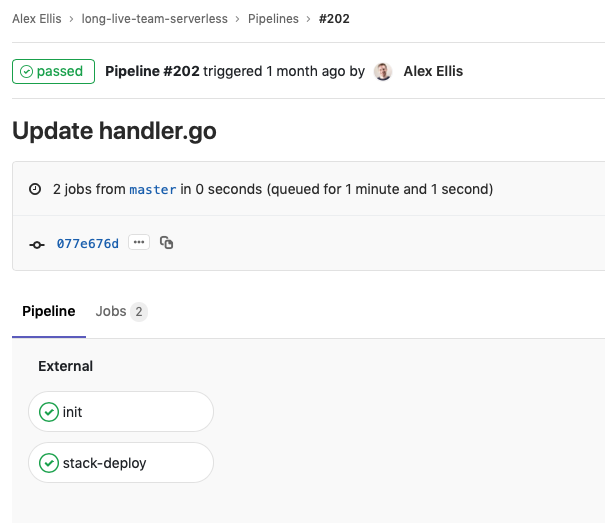 Alex Ellis › long-live-team-serverless › Pipelines › #202
passed Pipeline #202 triggered 1 month ago by Alex Ellis
Update handler.go
2 jobs from master in 0 seconds (queued for 1 minute and 1 second)
077e676d ...
Pipeline Jobs 2
External
init
stack-deploy